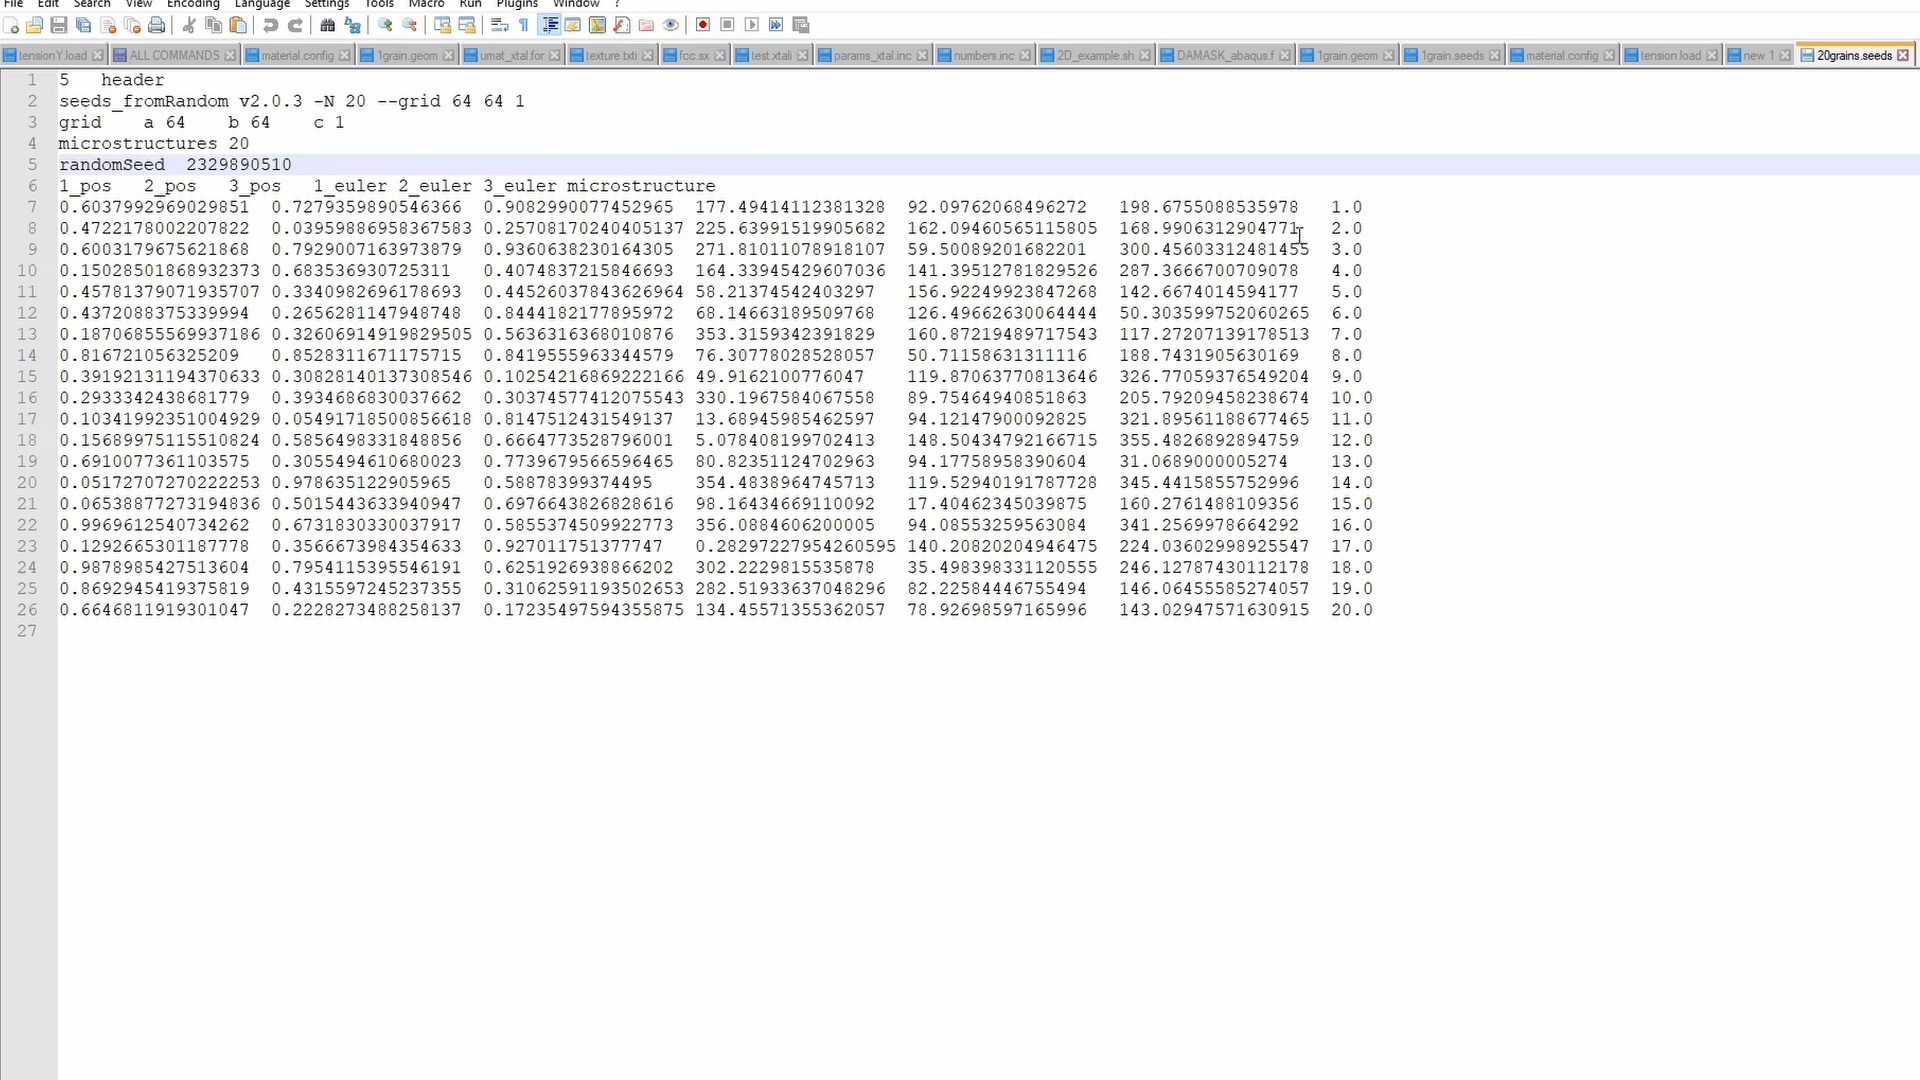 File Edit Search View Encoding Language Settings Tools Macro Run Plugins Window ?
tensionY.load ALL COMMANDS material.config 1grain.geom umat_xtal.for texture.txti fcc.sx test.xtali params_xtal.inc numbers.inc 2D_example.sh DAMASK_abaqus.f 1grain.geom 1grain.seeds material.config tension.load new 1 20grains.seeds
1 5 header
2 seeds_fromRandom v2.0.3 -N 20 --grid 64 64 1
3 grid a 64 b 64 c 1
4 microstructures 20
5 randomSeed 2329890510
6 1_pos 2_pos 3_pos 1_euler 2_euler 3_euler microstructure
7 0.6037992969029851 0.7279359890546366 0.9082990077452965 177.49414112381328 92.09762068496272 198.6755088535978 1.0
8 0.4722178002207822 0.03959886958367583 0.25708170240405137 225.63991519905682 162.09460565115805 168.9906312904771 2.0
9 0.6003179675621868 0.7929007163973879 0.9360638230164305 271.81011078918107 59.50089201682201 300.45603312481455 3.0
10 0.15028501868932373 0.683536930725311 0.4074837215846693 164.33945429607036 141.39512781829526 287.3666700709078 4.0
11 0.45781379071935707 0.3340982696178693 0.44526037843626964 58.21374542403297 156.92249923847268 142.6674014594177 5.0
12 0.4372088375339994 0.2656281147948748 0.8444182177895972 68.14663189509768 126.49662630064444 50.303599752060265 6.0
13 0.18706855569937186 0.32606914919829505 0.5636316368010876 353.3159342391829 160.87219489717543 117.27207139178513 7.0
14 0.816721056325209 0.8528311671175715 0.8419555963344579 76.30778028528057 50.71158631311116 188.7431905630169 8.0
15 0.39192131194370633 0.30828140137308546 0.10254216869222166 49.9162100776047 119.87063770813646 326.77059376549204 9.0
16 0.2933342438681779 0.3934686830037662 0.30374577412075543 330.1967584067558 89.75464940851863 205.79209458238674 10.0
17 0.103419923510049​29 0.05491718500856618 0.8147512431549137 13.68945985462597 94.12147900092825 321.89561188677465 11.0
18 0.15689975115510824 0.5856498331848856 0.6664773528796001 5.078408199702413 148.50434792166715 355.4826892894759 12.0
19 0.6910077361103575 0.3055494610680023 0.7739679566596465 80.82351124702963 94.17758958390604 31.0689000005274 13.0
20 0.05172707270222253 0.978635122905965 0.58878399374495 354.4838964745713 119.52940191787728 345.4415855752996 14.0
21 0.06538877273194836 0.5015443633940947 0.6976643826828616 98.16434669110092 17.40462345039875 160.2761488109356 15.0
22 0.9969612540734262 0.6731830330037917 0.5855374509922773 356.0884606200005 94.08553259563084 341.2569978664292 16.0
23 0.1292665301187778 0.3566673984354633 0.927011751377747 0.28297227954260595 140.20820204946475 224.03602998925547 17.0
24 0.9878985427513604 0.7954115395546191 0.6251926938866202 302.2229815535878 35.498398331120555 246.12787430112178 18.0
25 0.8692945419375819 0.4315597245237355 0.31062591193502653 282.51933637048296 82.22584446755494 146.06455585274057 19.0
26 0.6646811919301047 0.22282​73488258137 0.17235497594355875 134.45571355362057 78.92698597165996 143.02947571630915 20.0
27